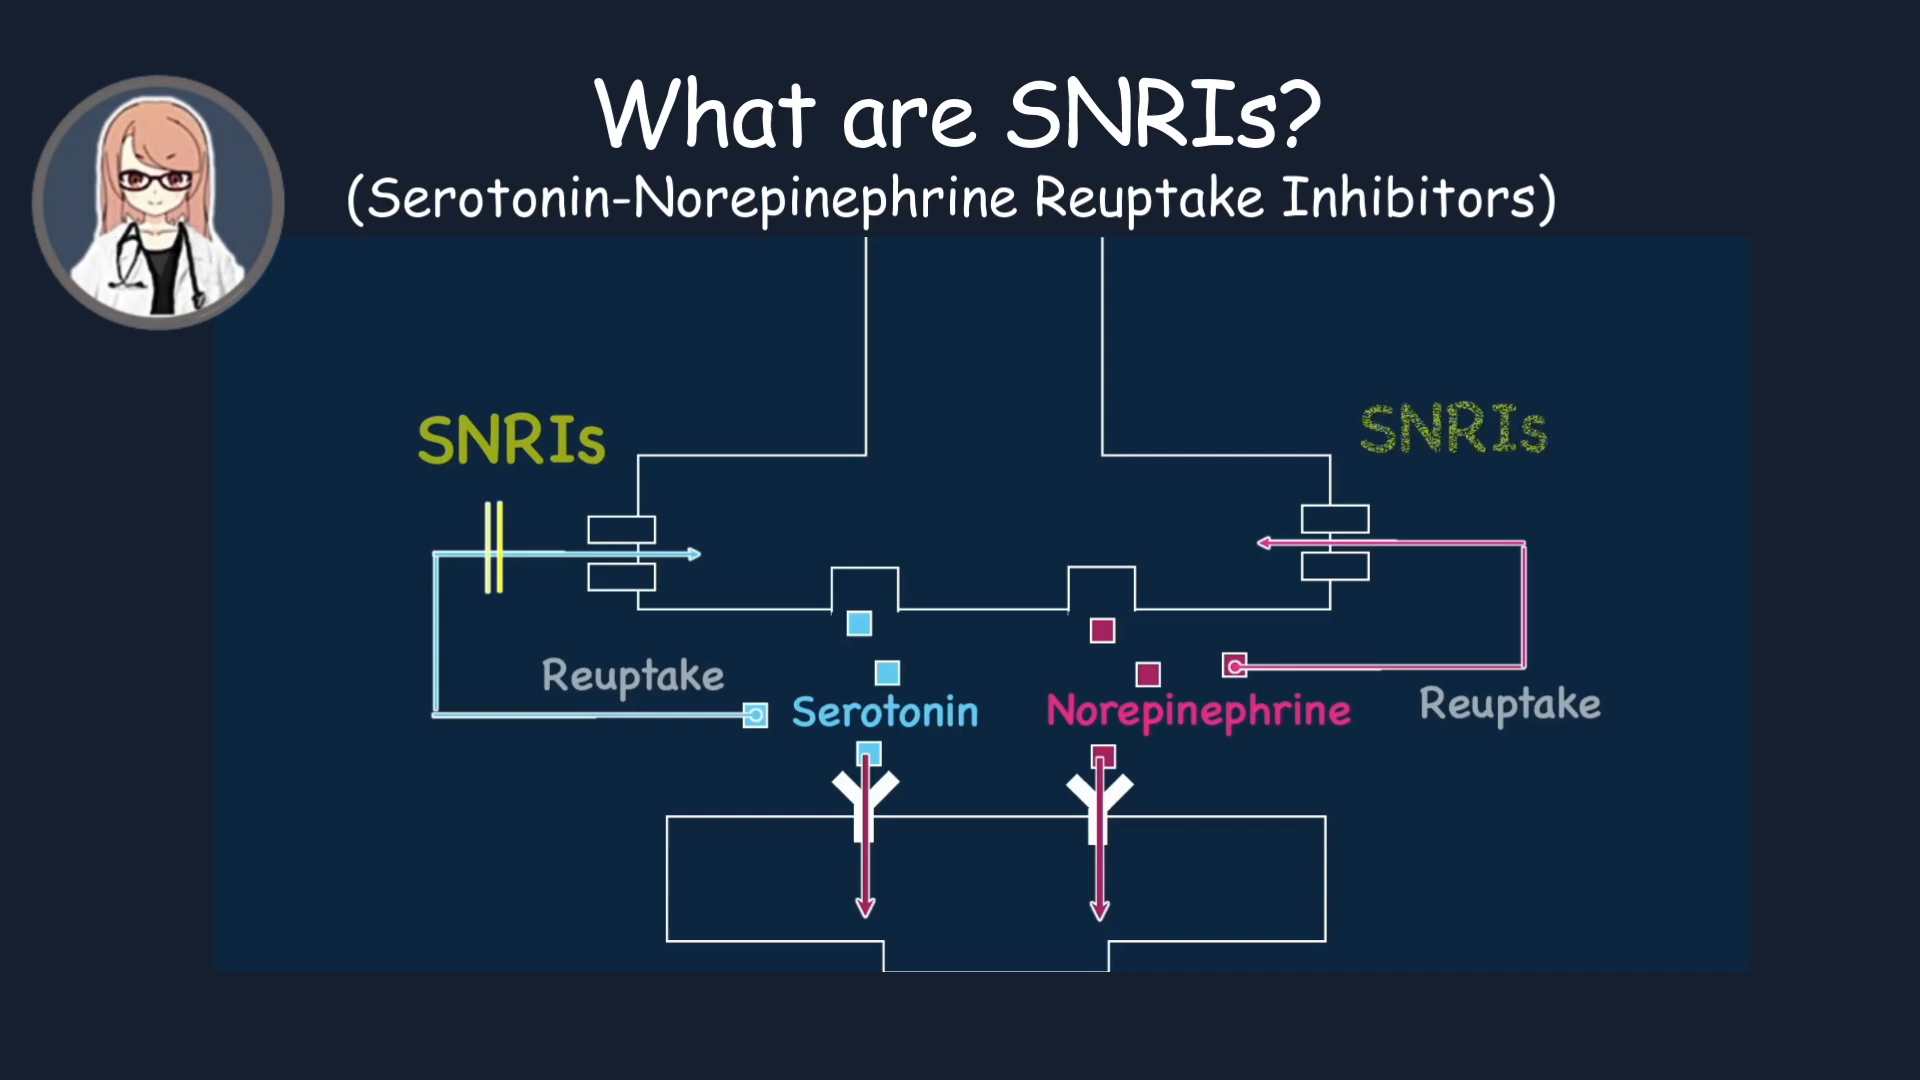 What are SNRIs?
(Serotonin-Norepinephrine Reuptake Inhibitors)
SNRIs
SNRIs
Reuptake
Serotonin
Norepinephrine
Reuptake